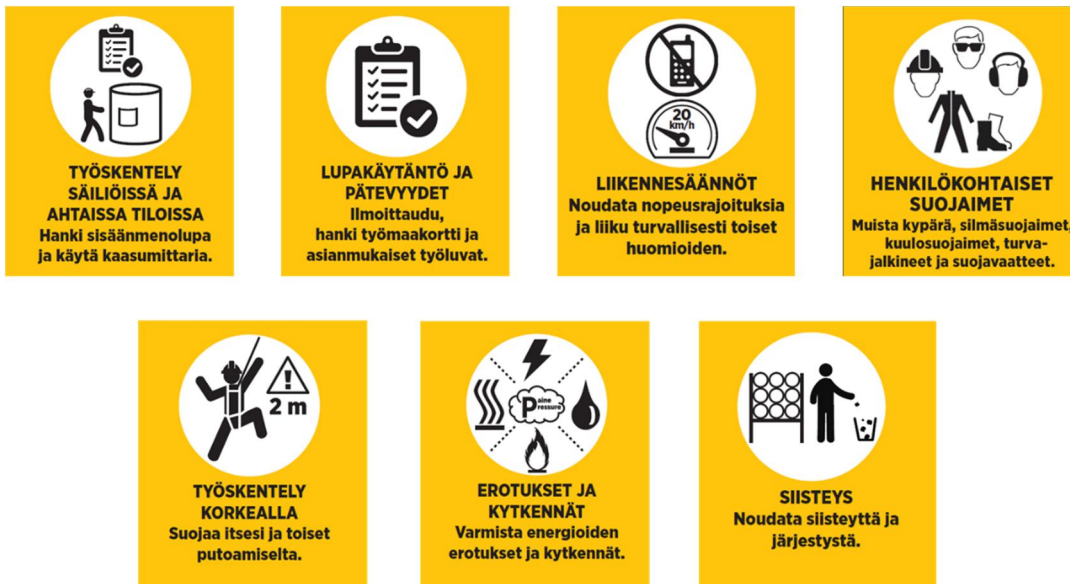 TYÖSKENTELY
SÄILIÖISSÄ JA
AHTAISSA TILOISSA
Hanki sisäänmenolupa
ja käytä kaasumittaria.
LUPAKÄYTÄNTÖ JA
PÄTEVYYDET
Ilmoittaudu,
hanki työmaakortti ja
asianmukaiset työluvat.
20
km/h
LIIKENNESÄÄNNÖT
Noudata nopeusrajoituksia
ja liiku turvallisesti toiset
huomioiden.
HENKILÖKOHTAISET
SUOJAIMET
Muista kypärä, silmäsuojaimet,
kuulosuojaimet, turva-
jalkineet ja suojavaatteet.
2 m
TYÖSKENTELY
KORKEALLA
Suojaa itsesi ja toiset
putoamiselta.
Paine
Pressure
EROTUKSET JA
KYTKENNÄT
Varmista energioiden
erotukset ja kytkennät.
SIISTEYS
Noudata siisteyttä ja
järjestystä.